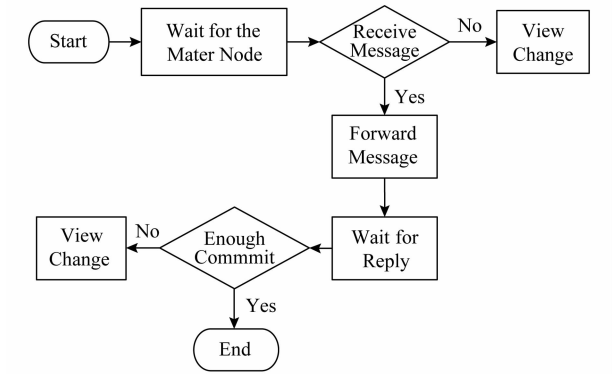 Start
Wait for the
Mater Node
Receive
Message
No
View
Change
Yes
Forward
Message
Wait for
Reply
Enough
Commmit
No
View
Change
Yes
End